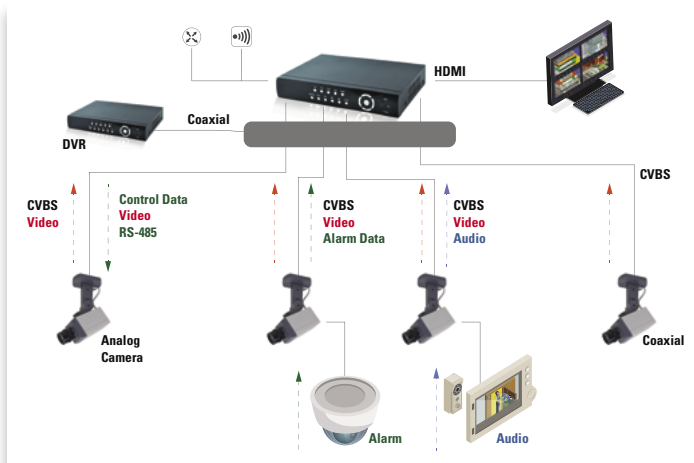 HDMI
Coaxial
DVR
CVBS
CVBS
Video
Control Data
Video
RS-485
CVBS
Video
Alarm Data
CVBS
Video
Audio
Analog
Camera
Coaxial
Alarm
Audio